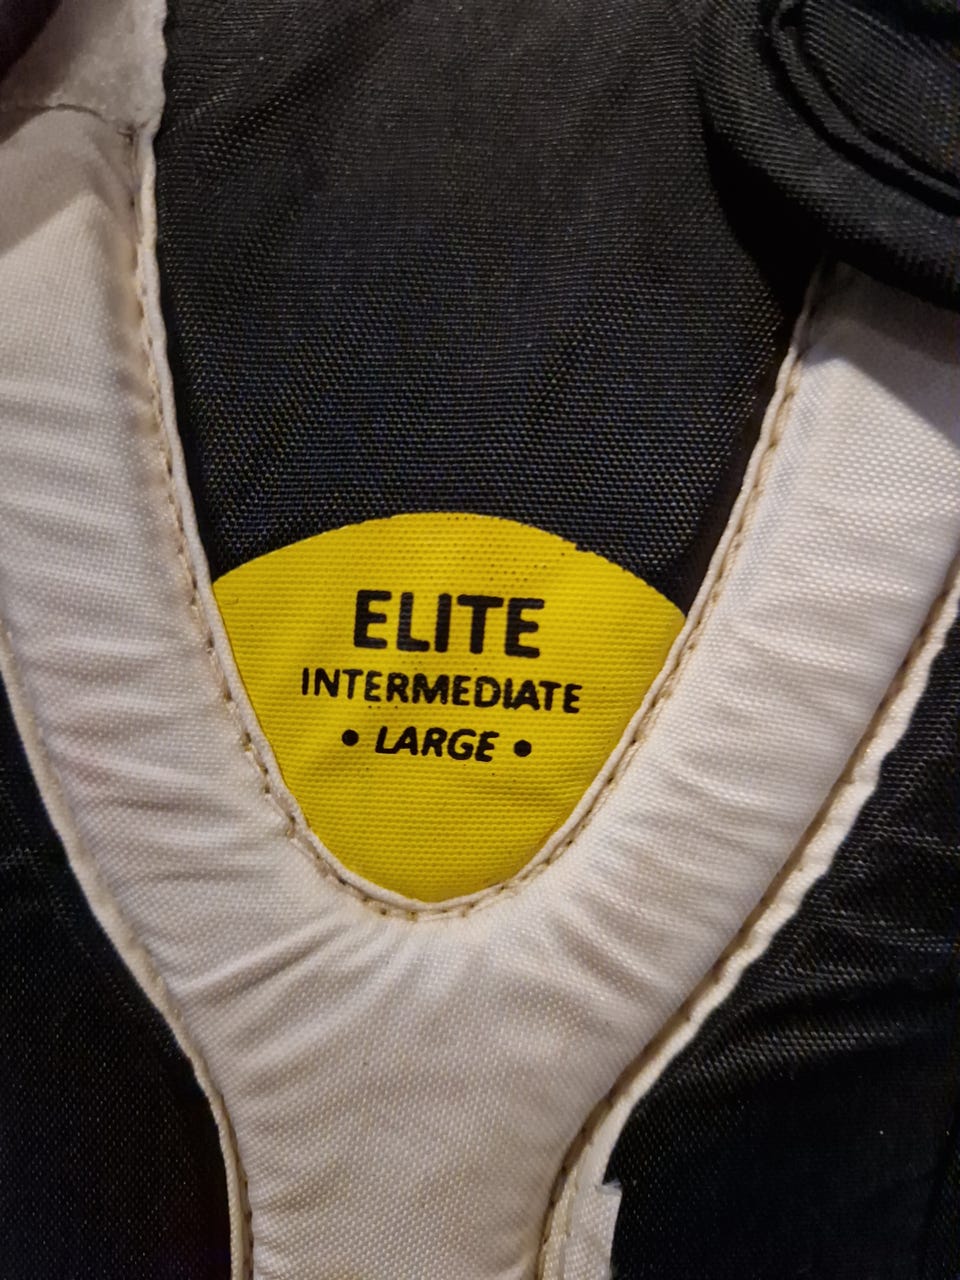 ELITE
INTERMEDIATE
• LARGE •